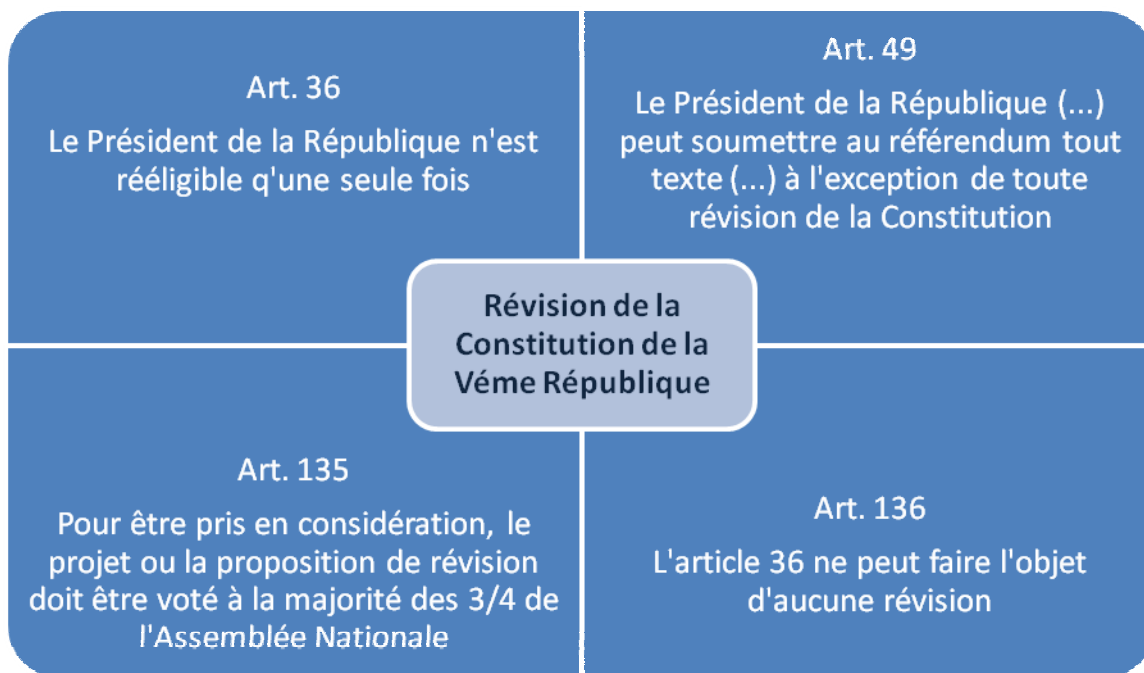 Art. 36
Le Président de la République n'est
rééligible q'une seule fois
Art. 49
Le Président de la République (...)
peut soumettre au référendum tout
texte (...) à l'exception de toute
révision de la Constitution
Révision de la
Constitution de la
Véme République
Art. 135
Pour être pris en considération, le
projet ou la proposition de révision
doit être voté à la majorité des 3/4 de
l'Assemblée Nationale
Art. 136
L'article 36 ne peut faire l'objet
d'aucune révision